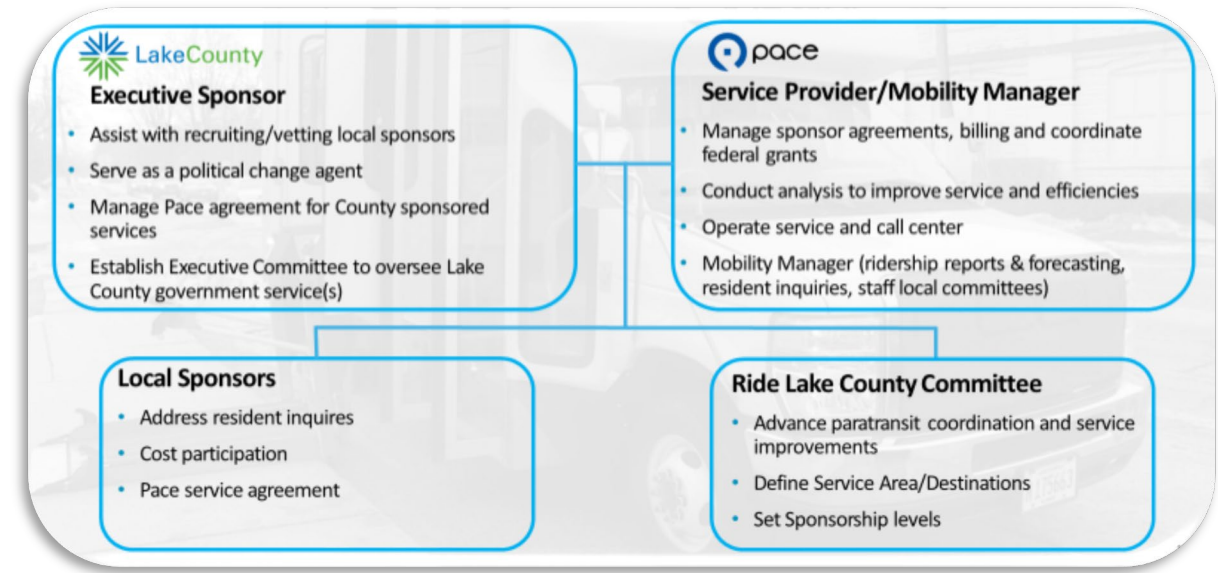 LakeCounty
Executive Sponsor
• Assist with recruiting/vetting local sponsors
• Serve as a political change agent
• Manage Pace agreement for County sponsored
services
• Establish Executive Committee to oversee Lake
County government service(s)
pace
Service Provider/Mobility Manager
• Manage sponsor agreements, billing and coordinate
federal grants
• Conduct analysis to improve service and efficiencies
• Operate service and call center
• Mobility Manager (ridership reports & forecasting,
resident inquiries, staff local committees)
Local Sponsors
• Address resident inquires
• Cost participation
• Pace service agreement
Ride Lake County Committee
• Advance paratransit coordination and service
improvements
• Define Service Area/Destinations
• Set Sponsorship levels